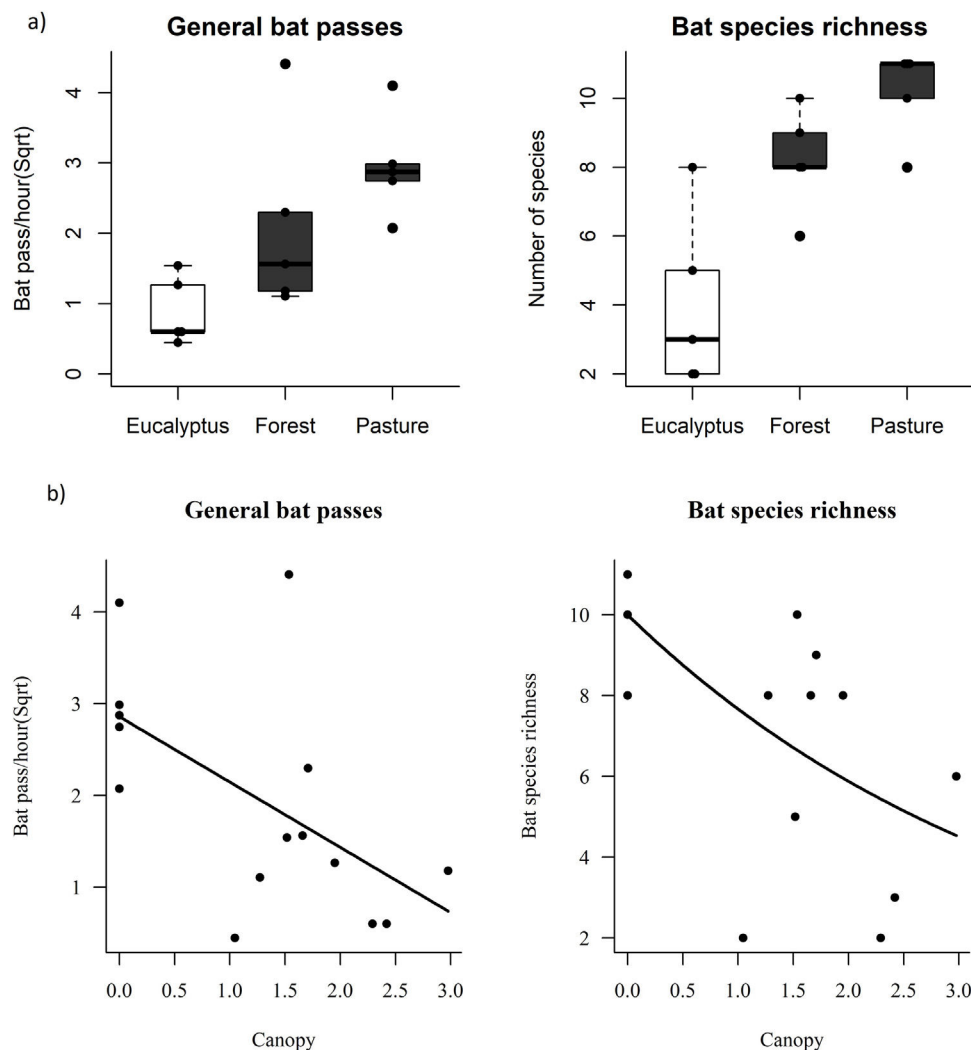 a)
General bat passes
Bat pass/hour(Sqrt)
4
3
2
1
0
Eucalyptus Forest Pasture
Bat species richness
Number of species
10
8
6
4
2
Eucalyptus Forest Pasture
b)
General bat passes
Bat pass/hour(Sqrt)
4
3
2
1
0.0 0.5 1.0 1.5 2.0 2.5 3.0
Canopy
Bat species richness
Bat species richness
10
8
6
4
2
0.0 0.5 1.0 1.5 2.0 2.5 3.0
Canopy